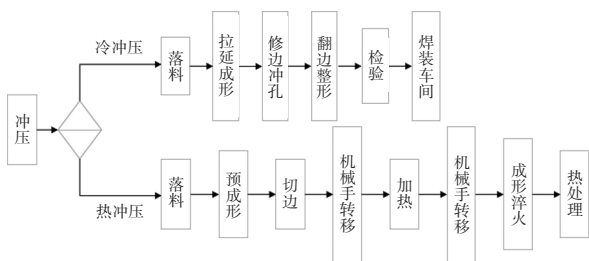 冷冲压
落料
拉延成形
修边冲孔
翻边整形
检验
焊装车间
冲压
热冲压
落料
预成形
切边
机械手转移
加热
机械手转移
成形淬火
热处理